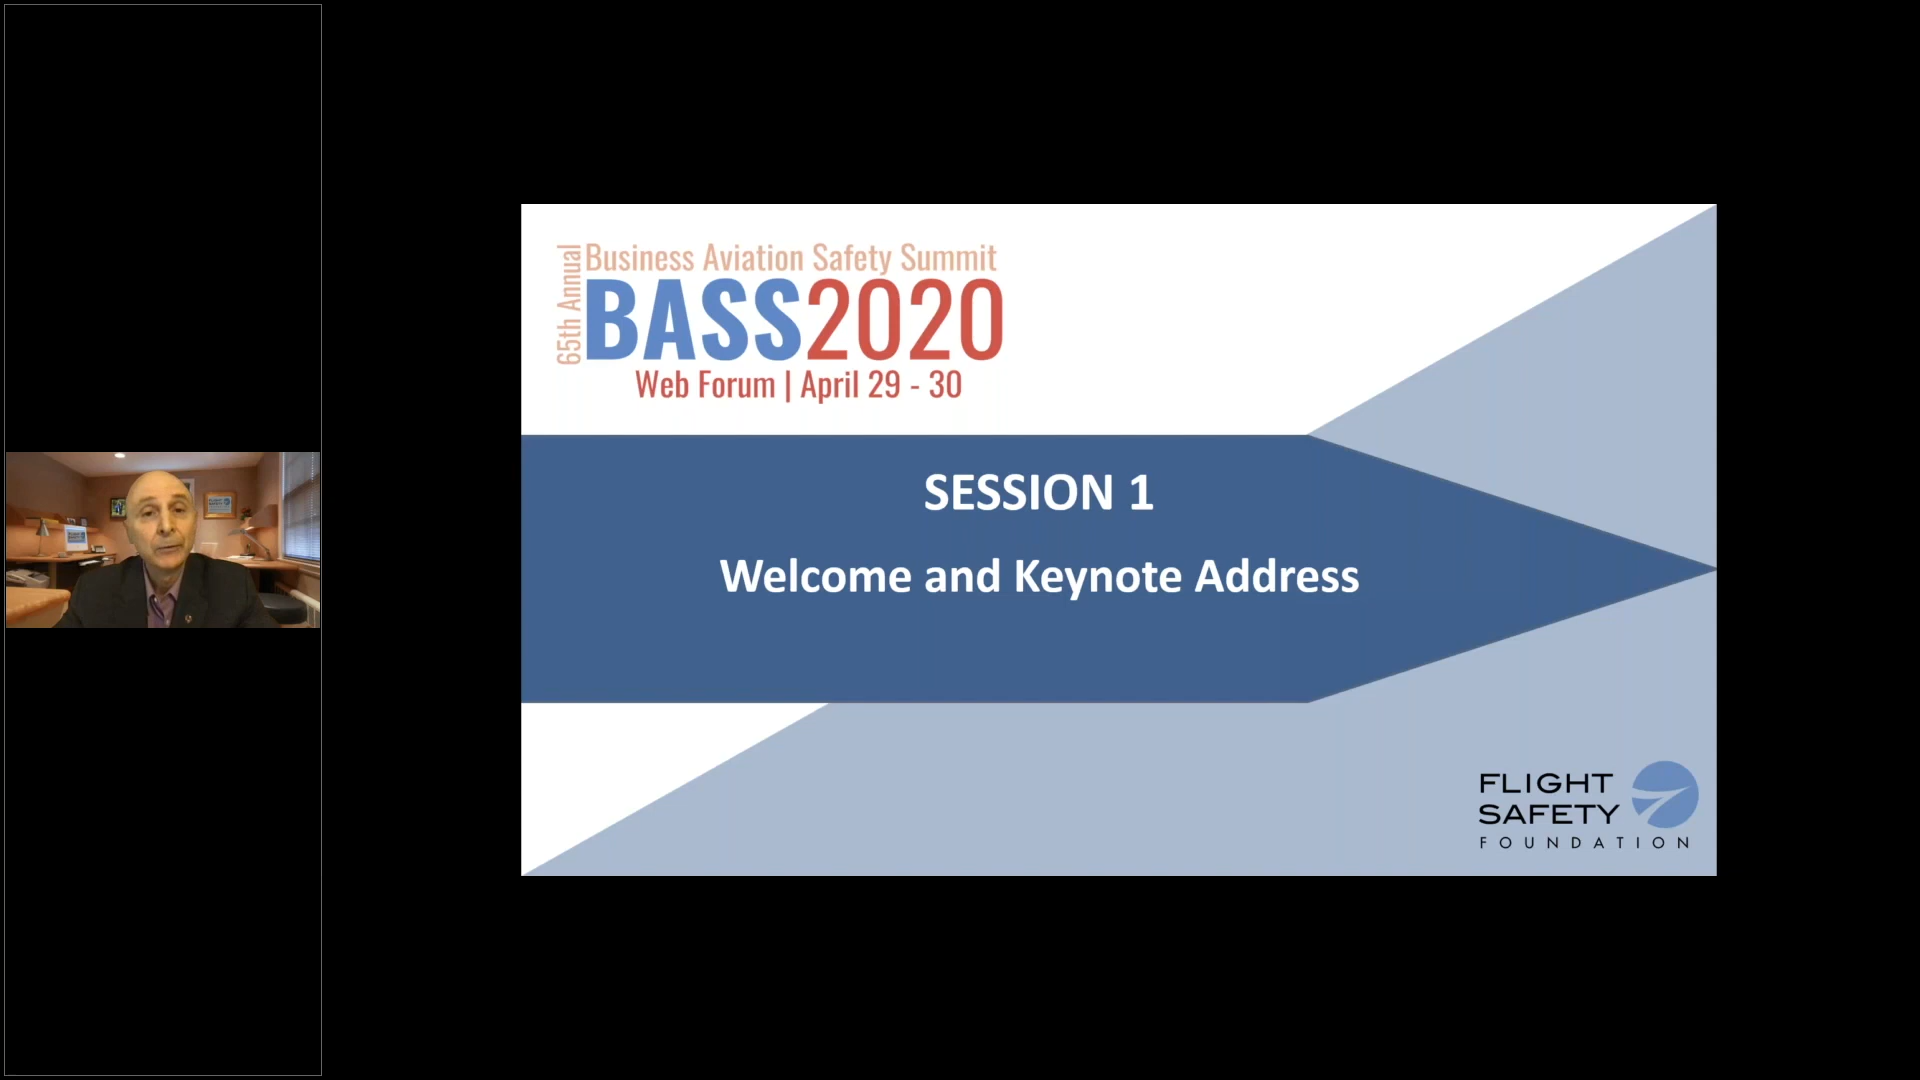 65th Annual
Business Aviation Safety Summit
BASS2020
Web Forum | April 29 - 30
SESSION 1
Welcome and Keynote Address
FLIGHT
SAFETY
FOUNDATION